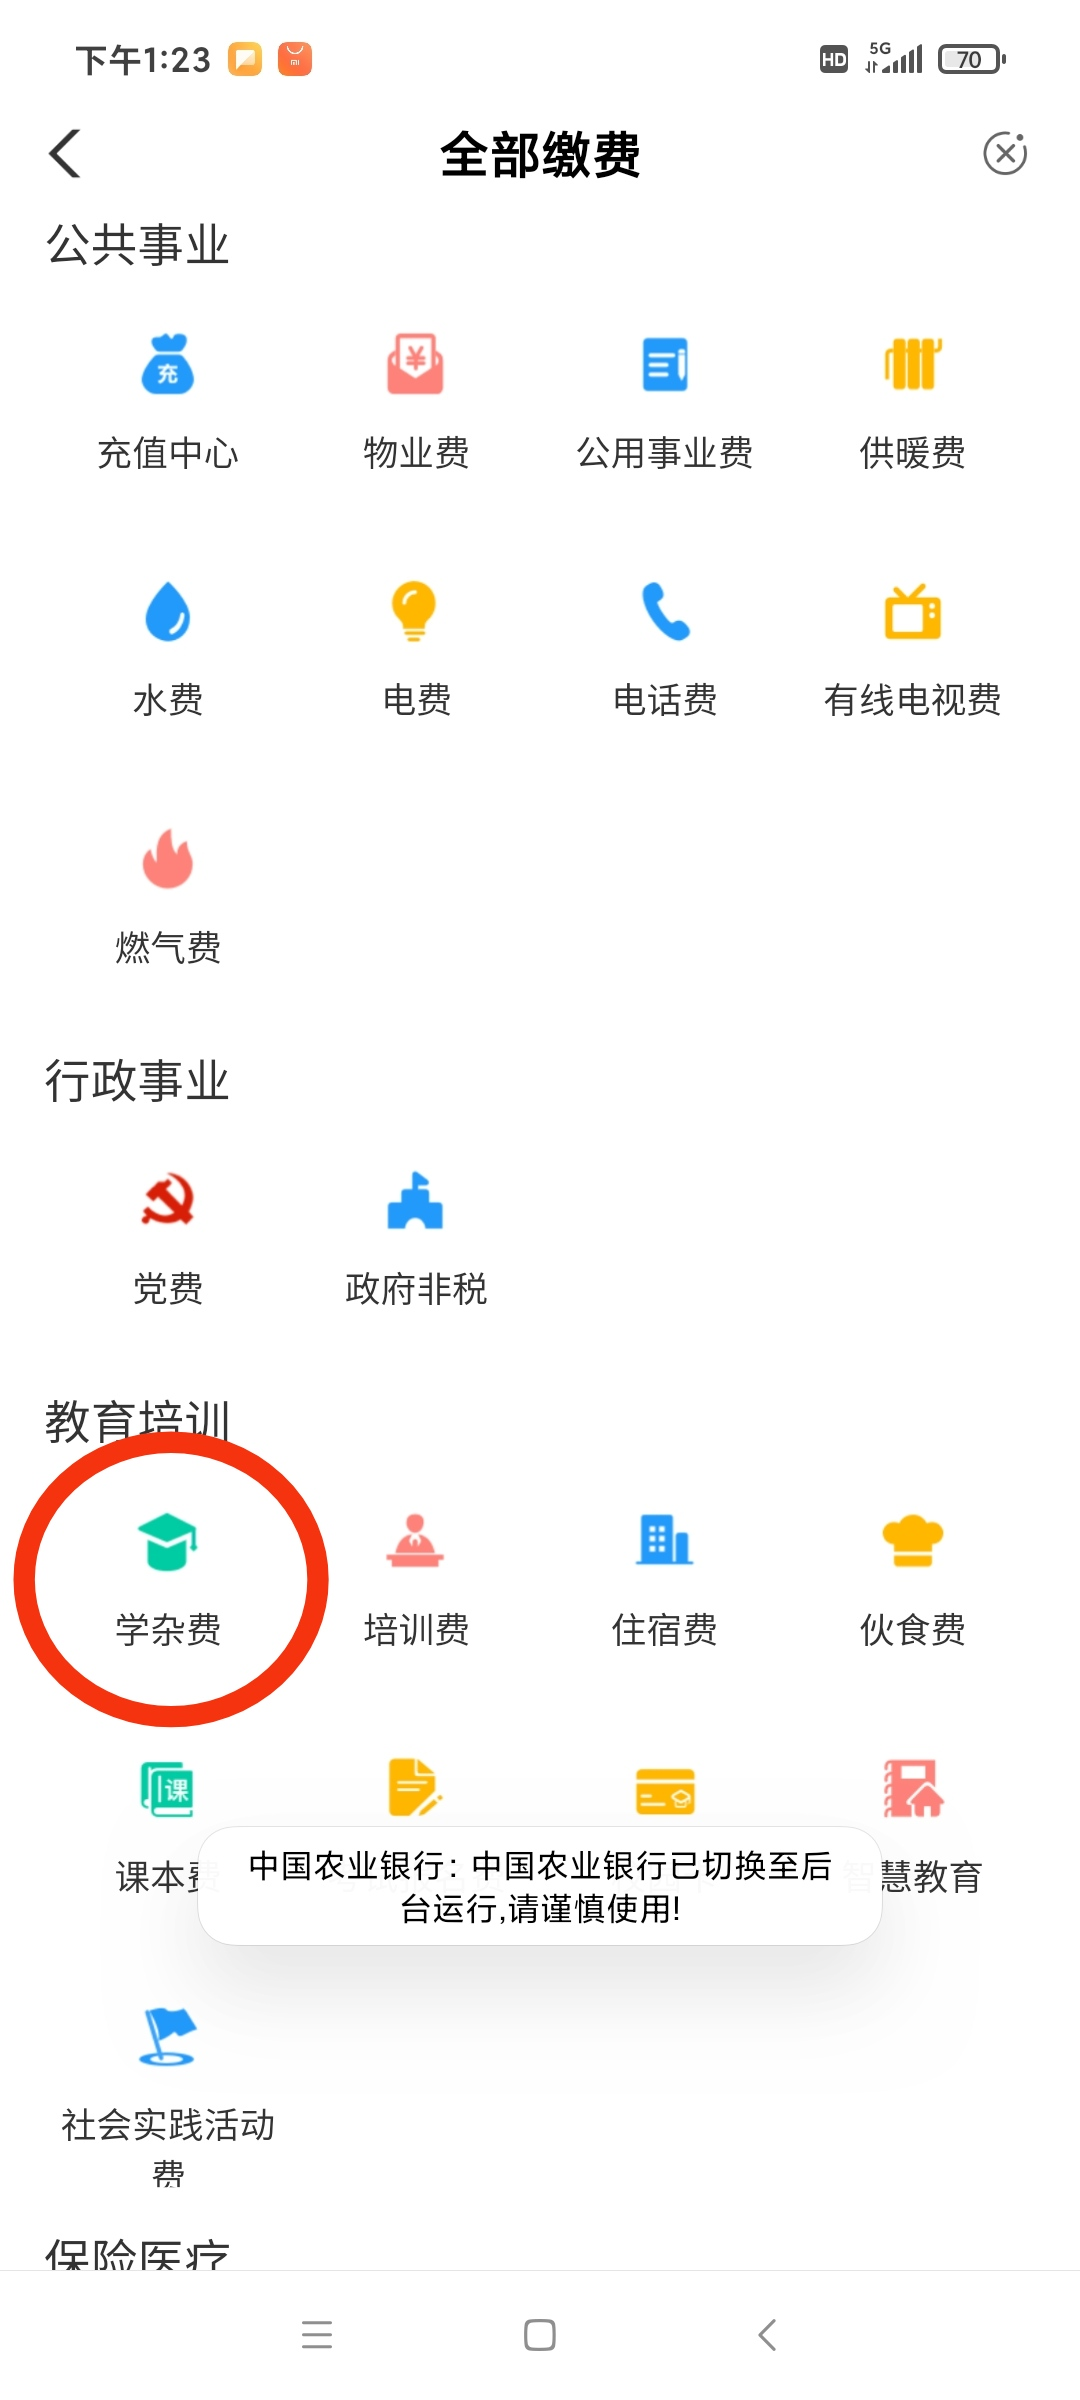 下午1:23
HD 5G 70
全部缴费
公共事业
充
充值中心 物业费 公用事业费 供暖费
水费 电费 电话费 有线电视费
燃气费
行政事业
党费 政府非税
教育培训
学杂费 培训费 住宿费 伙食费
课
课本费 智慧教育
中国农业银行：中国农业银行已切换至后
台运行,请谨慎使用!
社会实践活动
费
保险医疗